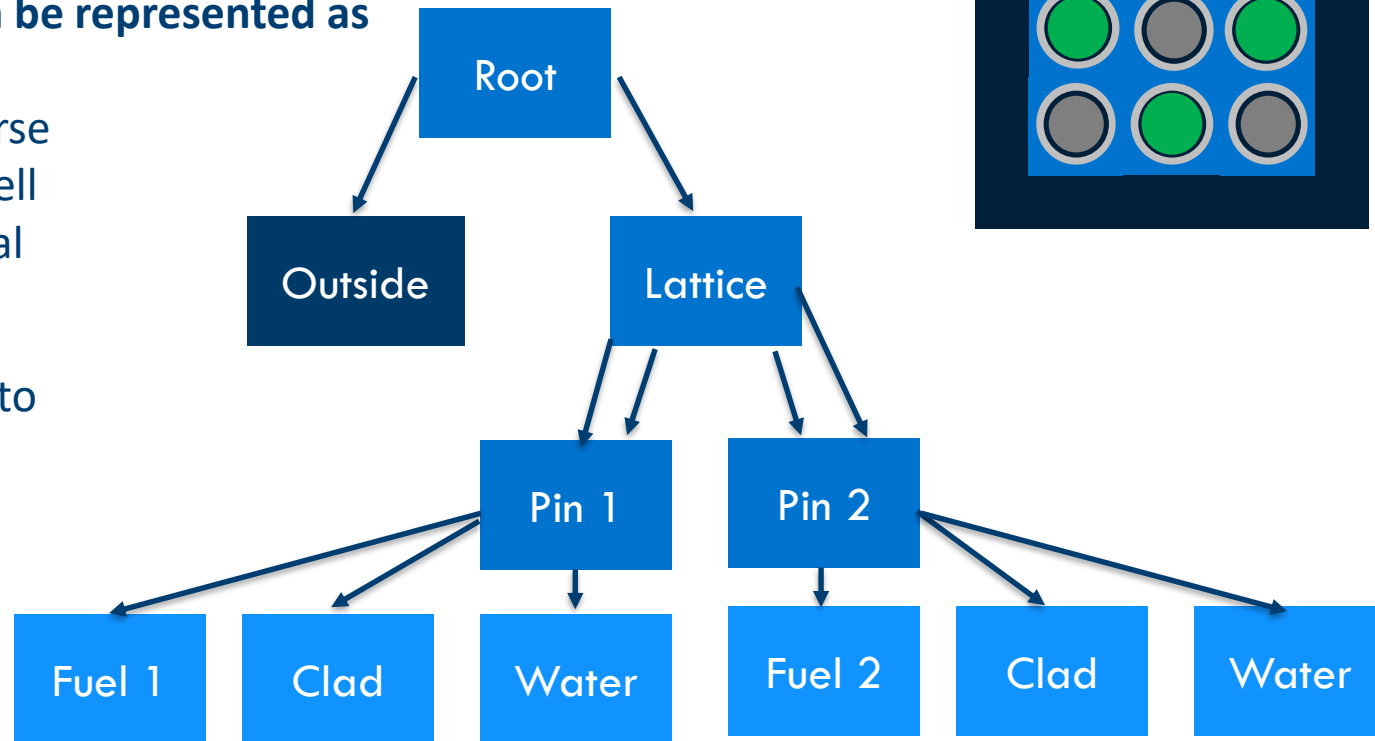 be represented as
Root
rse
ell
al
Outside
Lattice
to
Pin 1
Pin 2
Fuel 1
Clad
Water
Fuel 2
Clad
Water